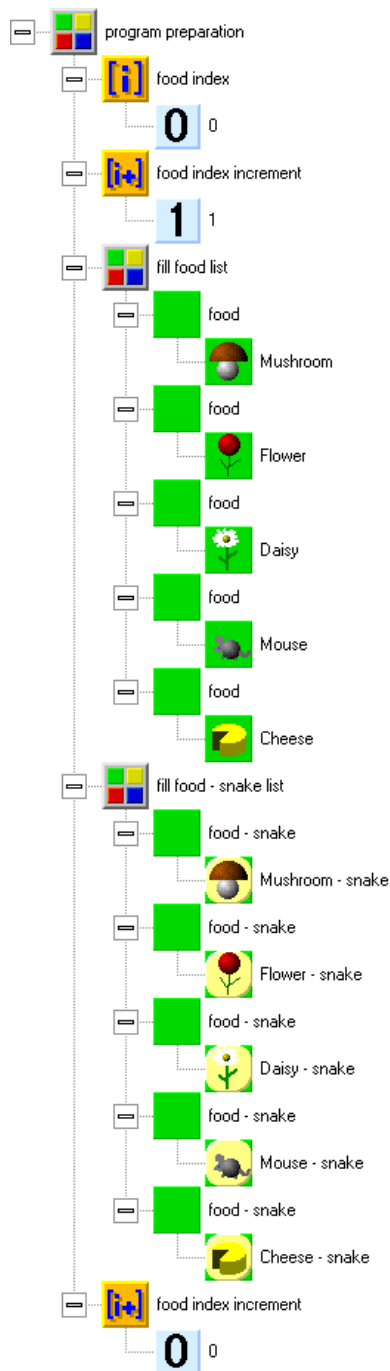 program preparation
[i] food index
0 0
[i+] food index increment
1 1
fill food list
food
Mushroom
food
Flower
food
Daisy
food
Mouse
food
Cheese
fill food - snake list
food - snake
Mushroom - snake
food - snake
Flower - snake
food - snake
Daisy - snake
food - snake
Mouse - snake
food - snake
Cheese - snake
[i+] food index increment
0 0